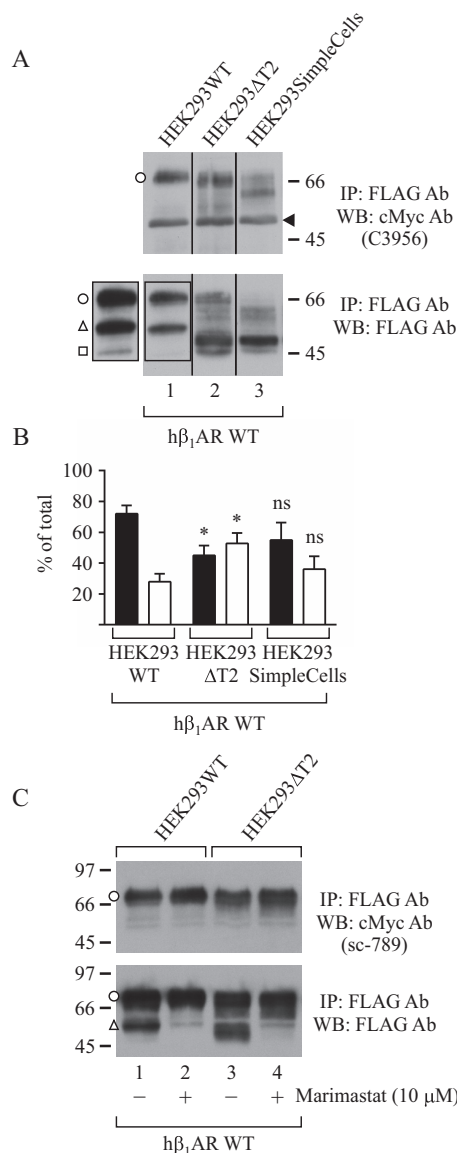 A
HEK293WT
HEK293ΔT2
HEK293SimpleCells
66
45
IP: FLAG Ab
WB: cMyc Ab
(C3956)
66
45
IP: FLAG Ab
WB: FLAG Ab
1 2 3
hβ₁AR WT
B
% of total
100
80
60
40
20
* *
ns ns
HEK293 WT
HEK293 ΔT2
HEK293 SimpleCells
hβ₁AR WT
C
HEK293WT
HEK293ΔT2
97
66
45
IP: FLAG Ab
WB: cMyc Ab
(sc-789)
97
66
45
IP: FLAG Ab
WB: FLAG Ab
1 2 3 4
− + − + Marimastat (10 μM)
hβ₁AR WT